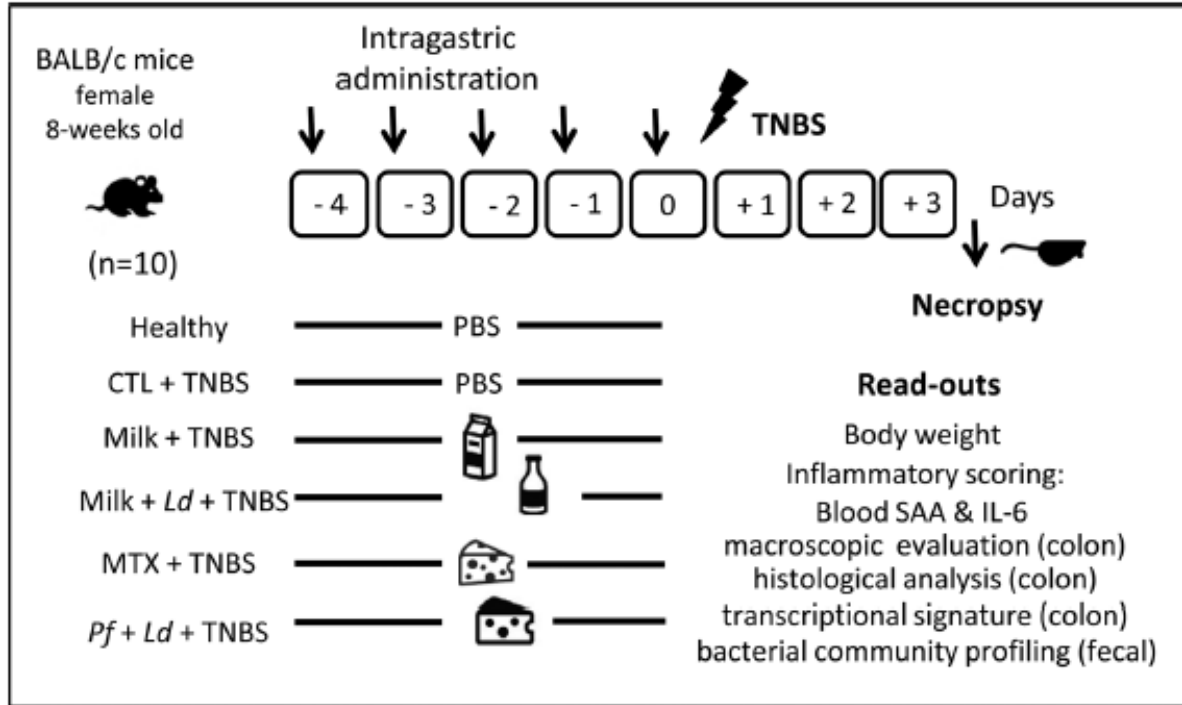 BALB/c mice
female
8-weeks old
(n=10)
Intragastric
administration
TNBS
- 4 - 3 - 2 - 1 0 + 1 + 2 + 3 Days
Necropsy
Healthy PBS
CTL + TNBS PBS
Milk + TNBS
Milk + Ld + TNBS
MTX + TNBS
Pf + Ld + TNBS
Read-outs
Body weight
Inflammatory scoring:
Blood SAA & IL-6
macroscopic evaluation (colon)
histological analysis (colon)
transcriptional signature (colon)
bacterial community profiling (fecal)